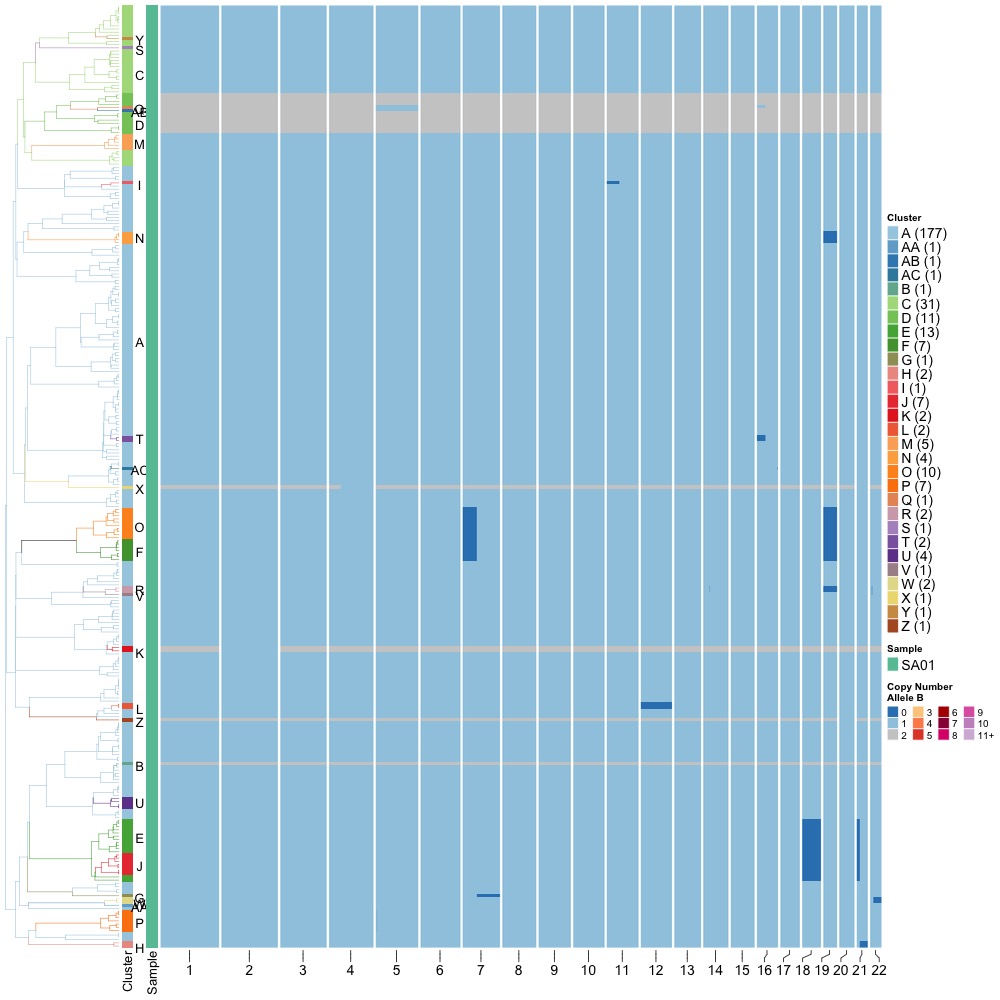 Y
S
C
D
M
I
N
A
T
AC
X
O
F
R
V
K
L
Z
B
U
E
J
P
H
Cluster
Sample
1 2 3 4 5 6 7 8 9 10 11 12 13 14 15 16 17 18 19 20 21 22
Cluster
A (177)
AA (1)
AB (1)
AC (1)
B (1)
C (31)
D (11)
E (13)
F (7)
G (1)
H (2)
I (1)
J (7)
K (2)
L (2)
M (5)
N (4)
O (10)
P (7)
Q (1)
R (2)
S (1)
T (2)
U (4)
V (1)
W (2)
X (1)
Y (1)
Z (1)
Sample
SA01
Copy Number
Allele B
0 3 6 9
1 4 7 10
2 5 8 11+